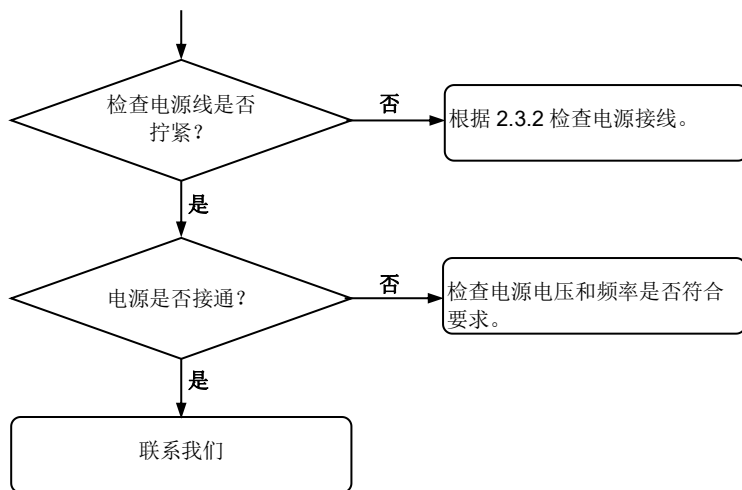 检查电源线是否
拧紧？
否
根据 2.3.2 检查电源接线。
是
电源是否接通？
否
检查电源电压和频率是否符合
要求。
是
联系我们